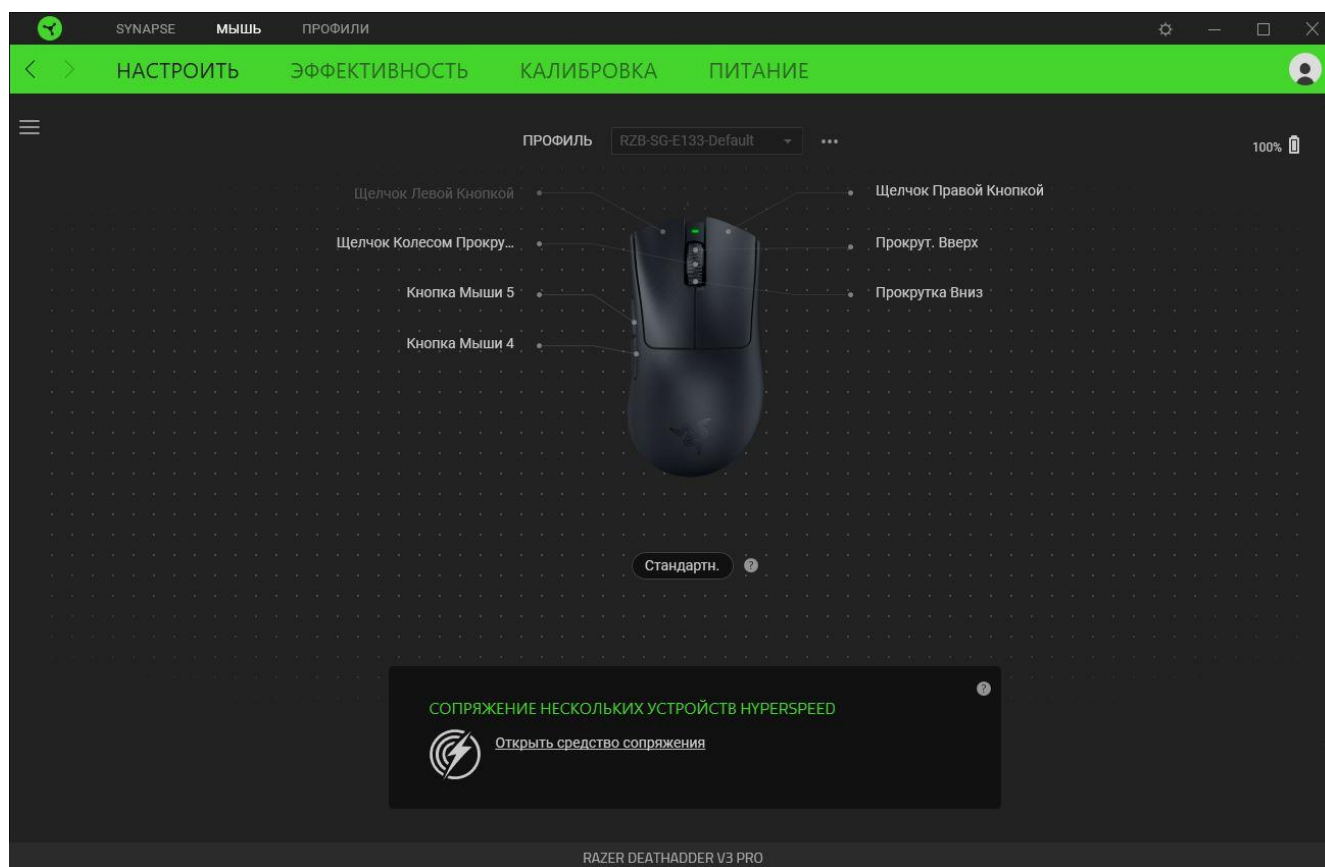 SYNAPSE МЫШЬ ПРОФИЛИ
НАСТРОИТЬ ЭФФЕКТИВНОСТЬ КАЛИБРОВКА ПИТАНИЕ
ПРОФИЛЬ RZB-SG-E133-Default
100%
Щелчок Левой Кнопкой
Щелчок Правой Кнопкой
Щелчок Колесом Прокру...
Прокрут. Вверх
Кнопка Мыши 5
Прокрутка Вниз
Кнопка Мыши 4
Стандартн. ?
?
СОПРЯЖЕНИЕ НЕСКОЛЬКИХ УСТРОЙСТВ HYPERSPEED
Открыть средство сопряжения
RAZER DEATHADDER V3 PRO